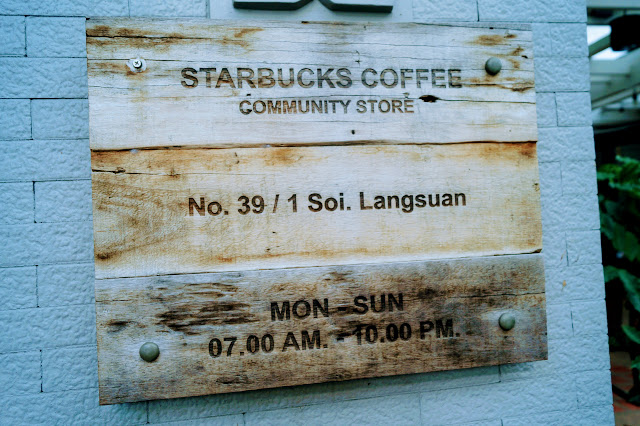 STARBUCKS COFFEE
COMMUNITY STORE
No. 39 / 1 Soi. Langsuan
MON - SUN
07.00 AM. - 10.00 PM.